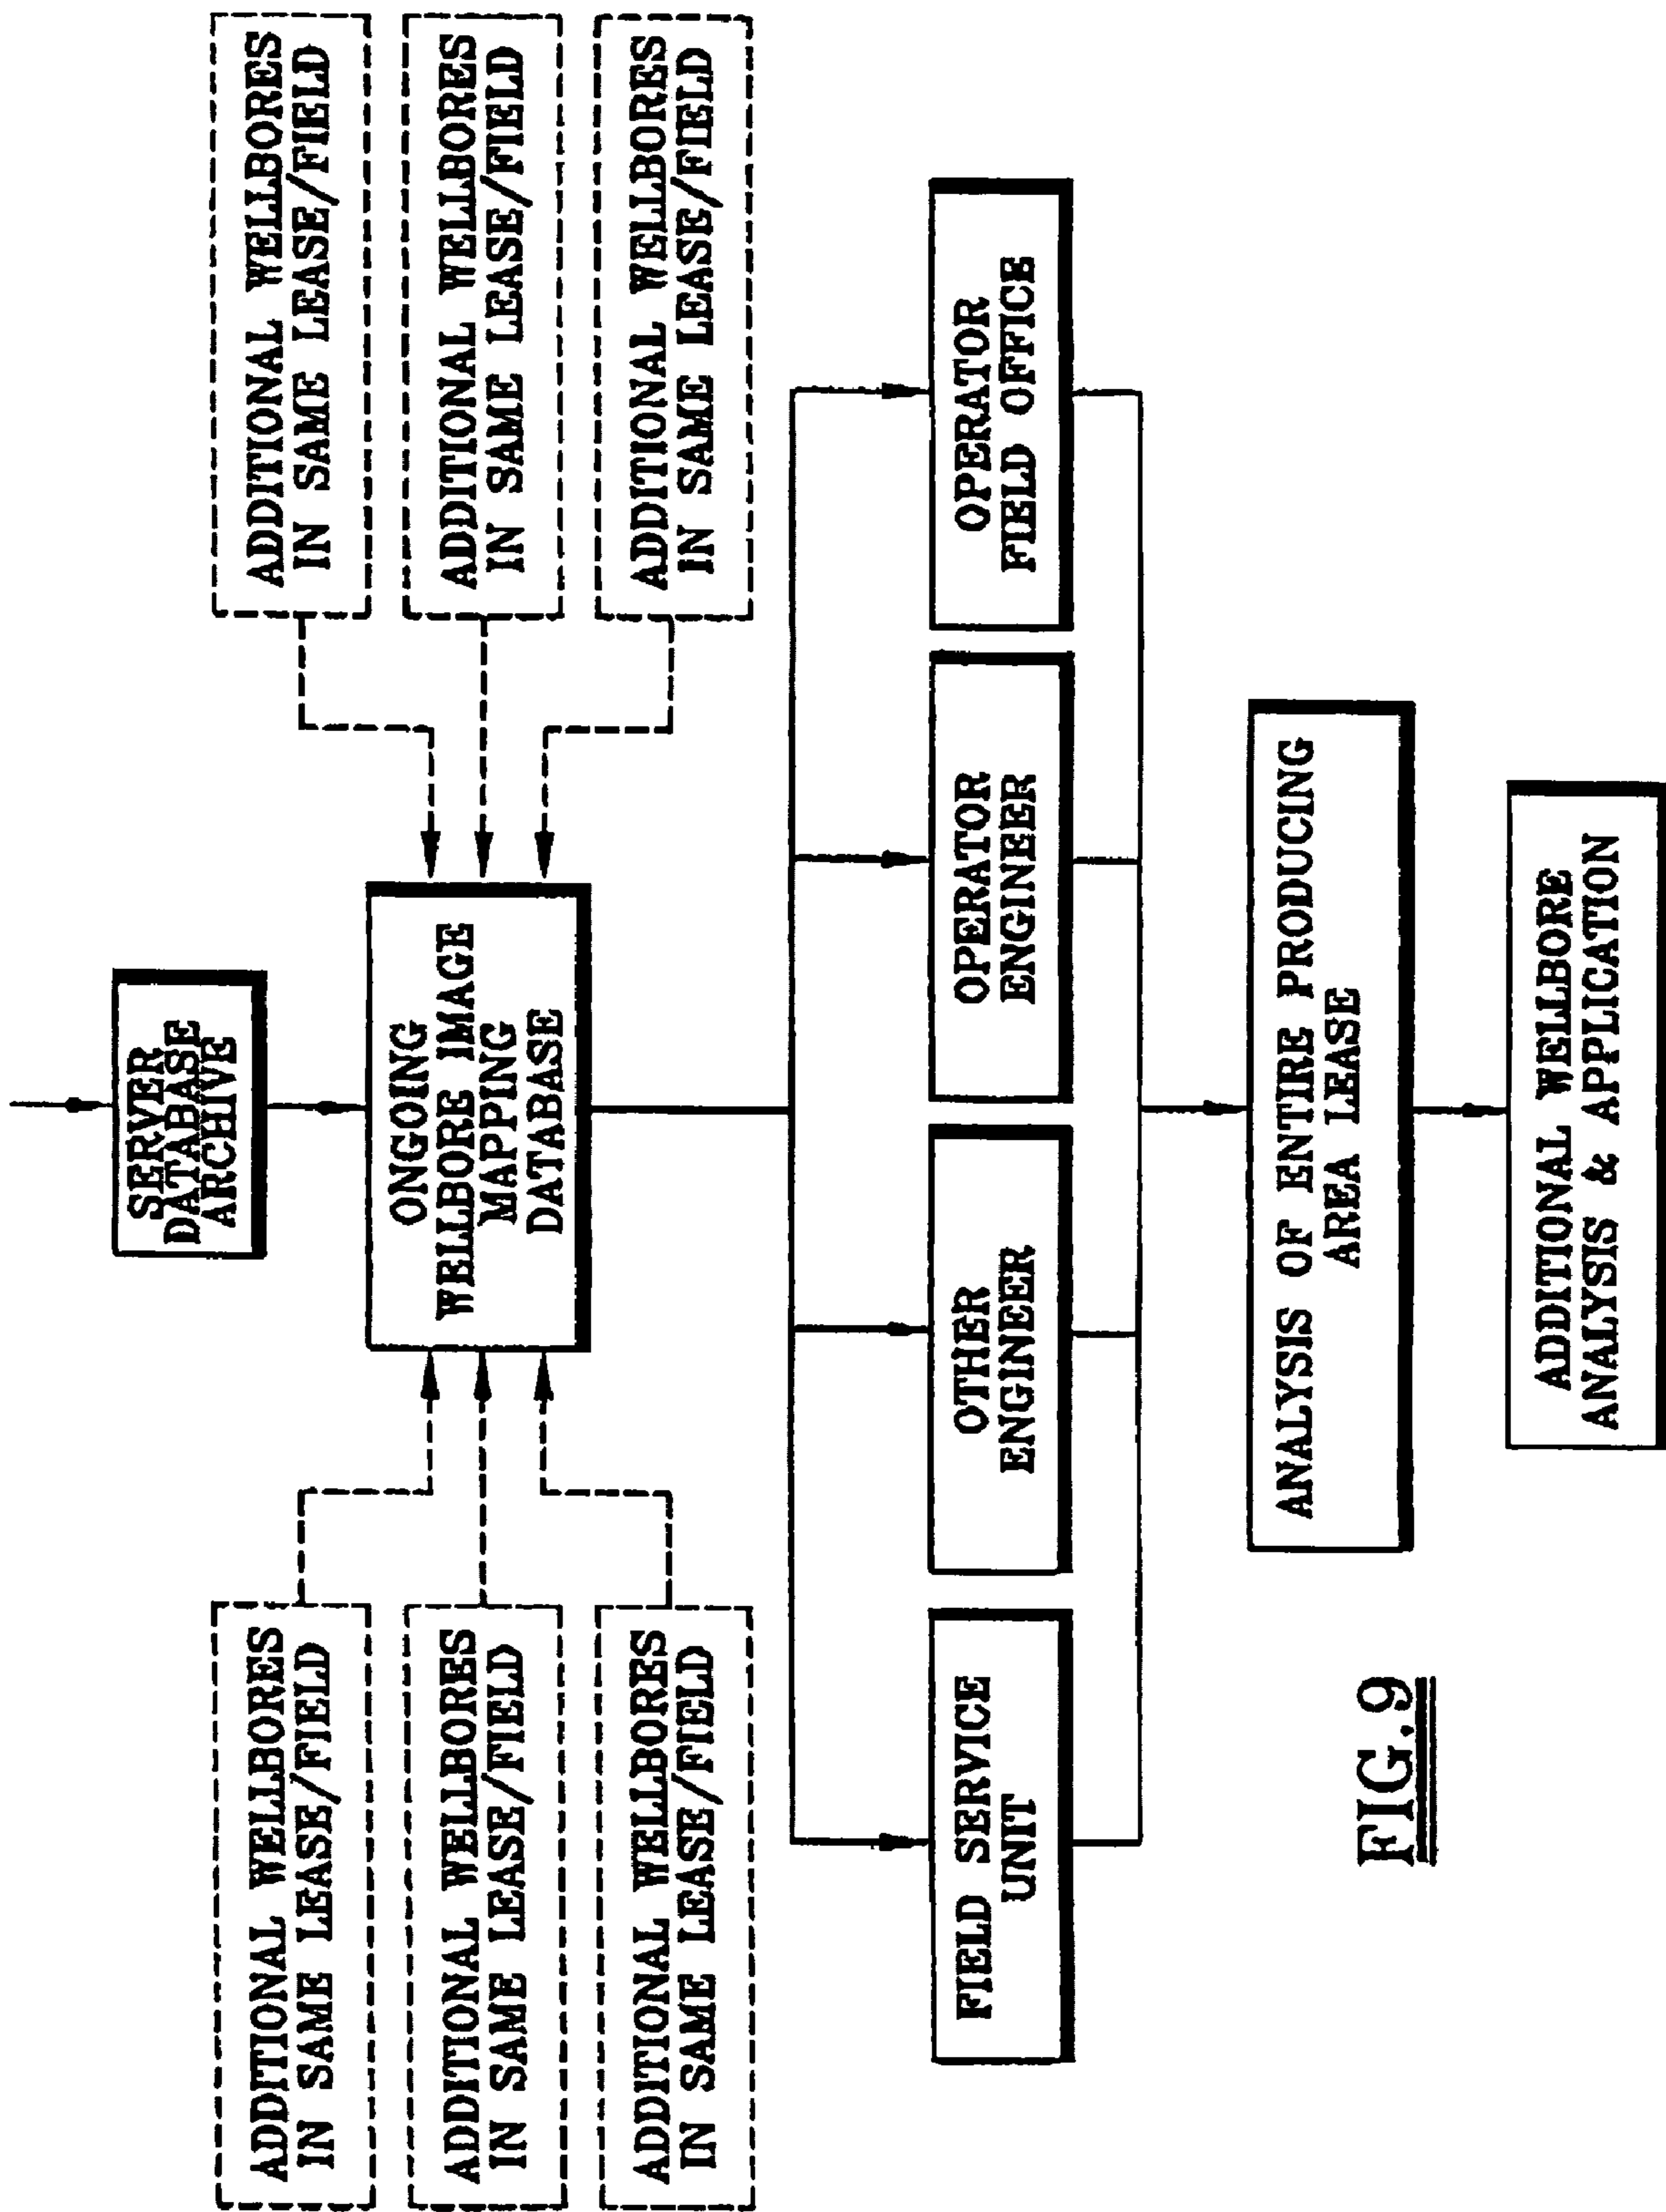 SERVER
DATABASE
ARCHIVE
ADDITIONAL WELLBORES
IN SAME LEASE/FIELD
ADDITIONAL WELLBORES
IN SAME LEASE/FIELD
ADDITIONAL WELLBORES
IN SAME LEASE/FIELD
ONGOING
WELLBORE IMAGE
MAPPING
DATABASE
ADDITIONAL WELLBORES
IN SAME LEASE/FIELD
ADDITIONAL WELLBORES
IN SAME LEASE/FIELD
ADDITIONAL WELLBORES
IN SAME LEASE/FIELD
FIELD SERVICE
UNIT
OTHER
ENGINEER
OPERATOR
ENGINEER
OPERATOR
FIELD OFFICE
ANALYSIS OF ENTIRE PRODUCING
AREA LEASE
ADDITIONAL WELLBORE
ANALYSIS & APPLICATION
FIG.9